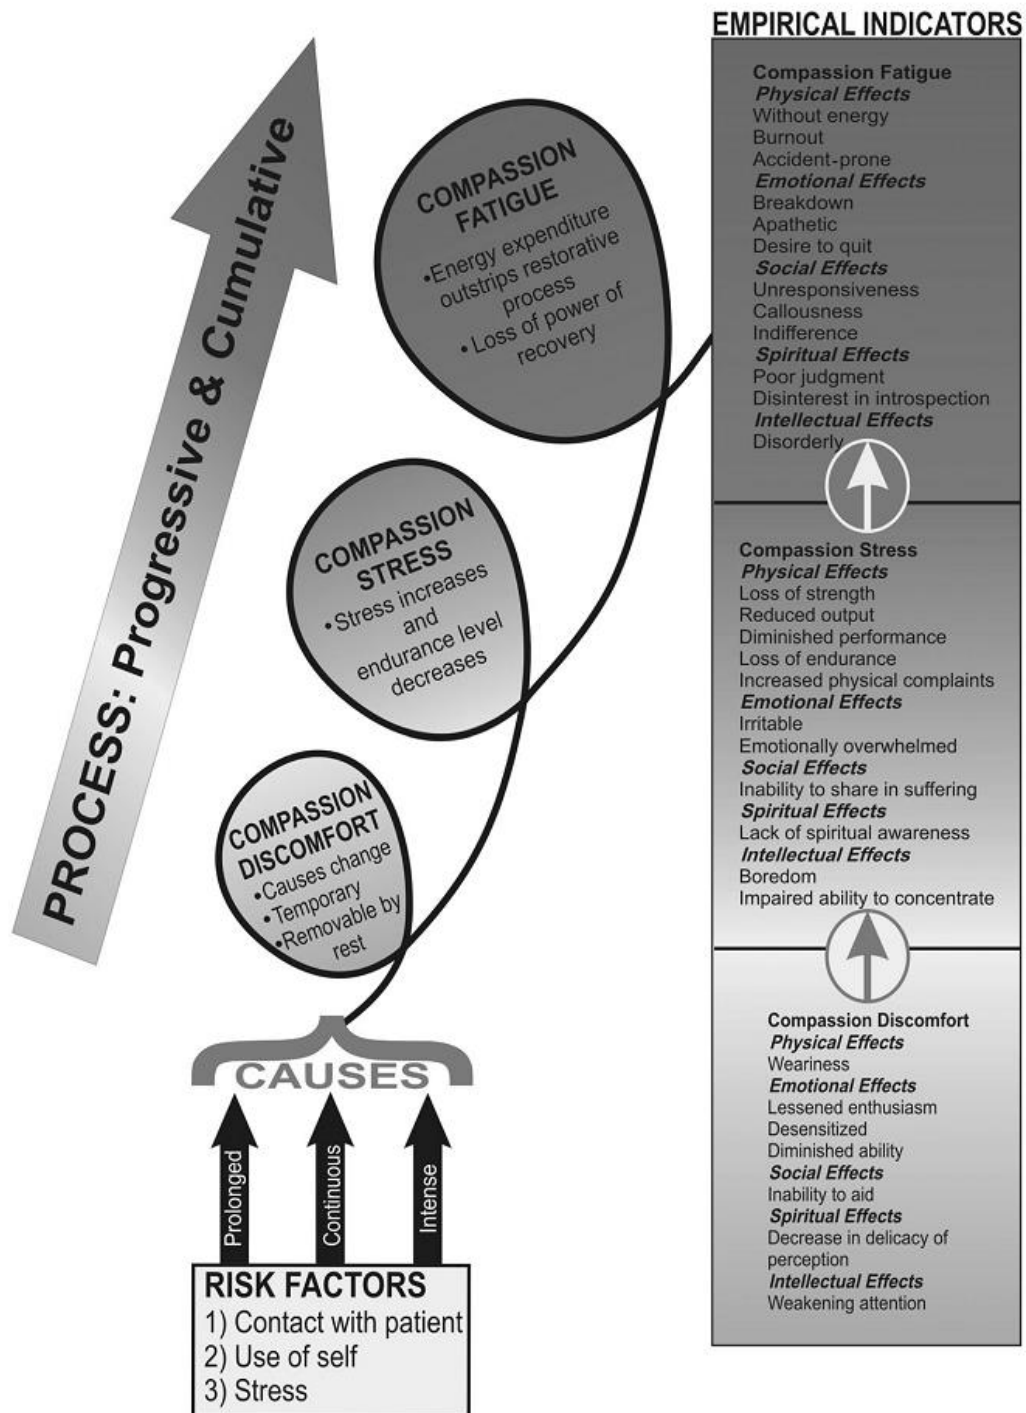 EMPIRICAL INDICATORS
Compassion Fatigue
Physical Effects
Without energy
Burnout
Accident-prone
Emotional Effects
Breakdown
Apathetic
Desire to quit
Social Effects
Unresponsiveness
Callousness
Indifference
Spiritual Effects
Poor judgment
Disinterest in introspection
Intellectual Effects
Disorderly
Compassion Stress
Physical Effects
Loss of strength
Reduced output
Diminished performance
Loss of endurance
Increased physical complaints
Emotional Effects
Irritable
Emotionally overwhelmed
Social Effects
Inability to share in suffering
Spiritual Effects
Lack of spiritual awareness
Intellectual Effects
Boredom
Impaired ability to concentrate
Compassion Discomfort
Physical Effects
Weariness
Emotional Effects
Lessened enthusiasm
Desensitized
Diminished ability
Social Effects
Inability to aid
Spiritual Effects
Decrease in delicacy of
perception
Intellectual Effects
Weakening attention
PROCESS: Progressive & Cumulative
COMPASSION
FATIGUE
•Energy expenditure
outstrips restorative
process
• Loss of power of
recovery
COMPASSION
STRESS
•Stress increases
and
endurance level
decreases
COMPASSION
DISCOMFORT
•Causes change
•Temporary
•Removable by
rest
CAUSES
Prolonged
Continuous
Intense
RISK FACTORS
1) Contact with patient
2) Use of self
3) Stress